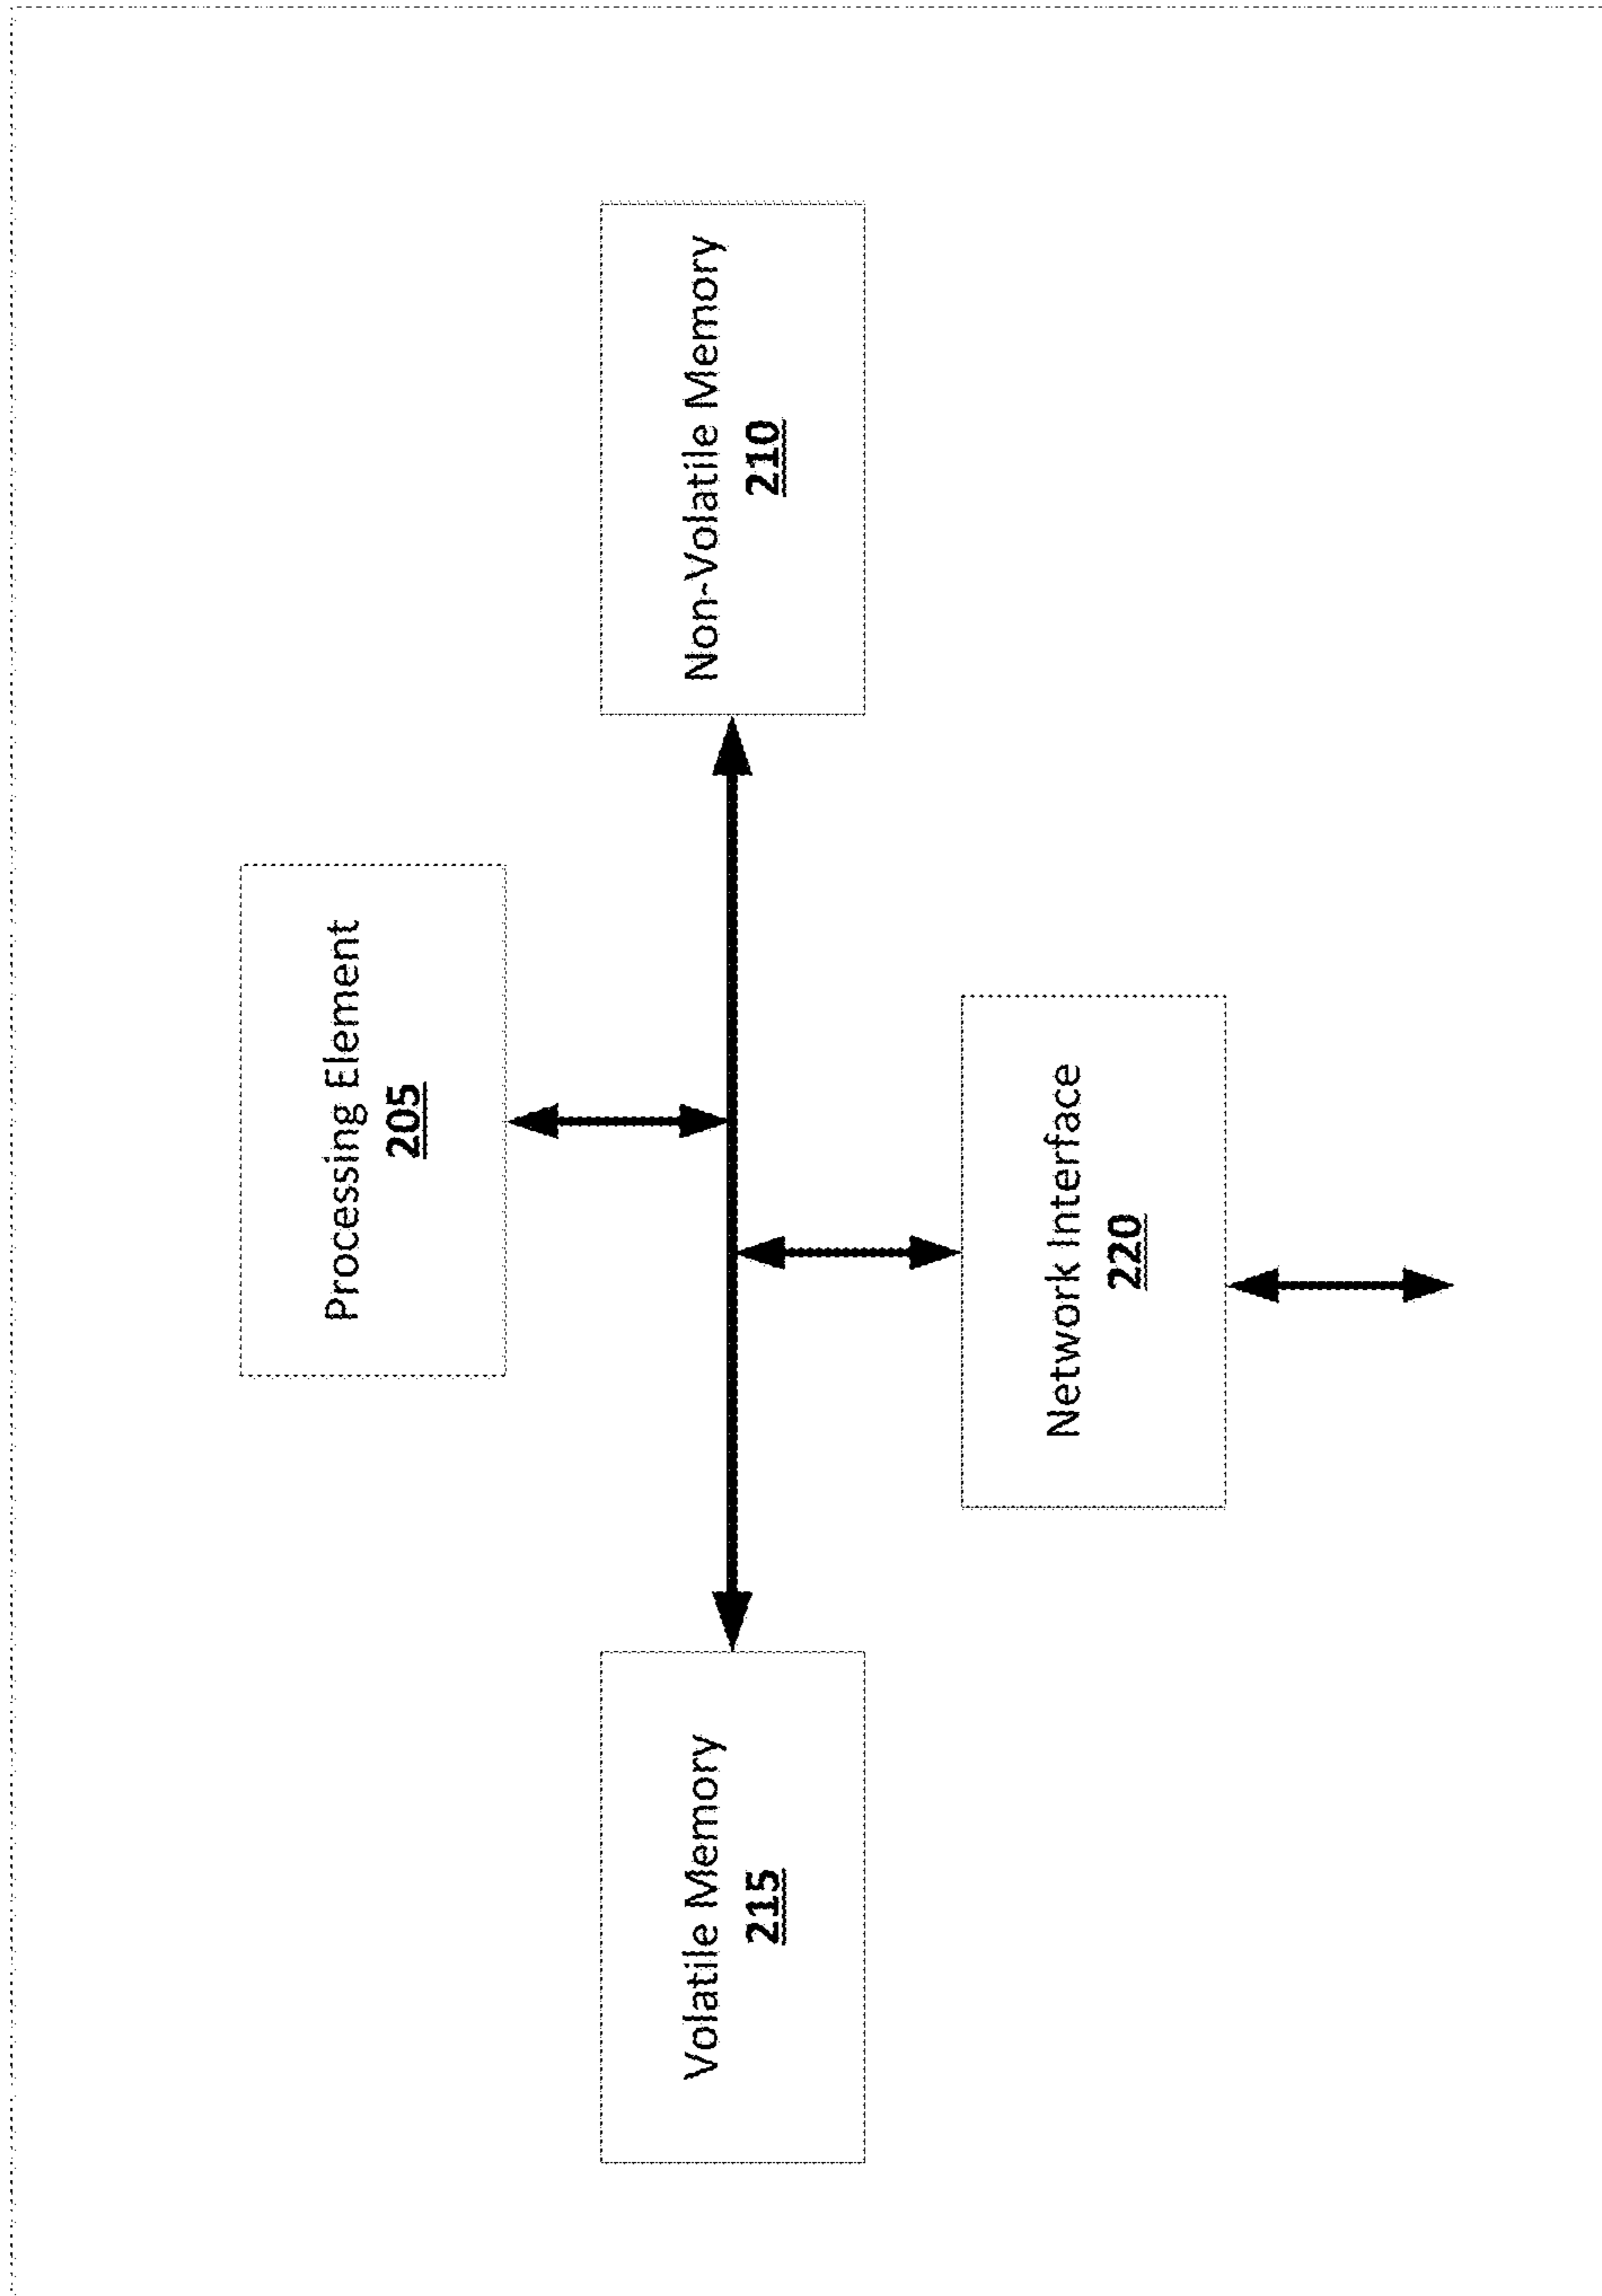 Processing Element
205
Volatile Memory
215
Non-Volatile Memory
210
Network Interface
220